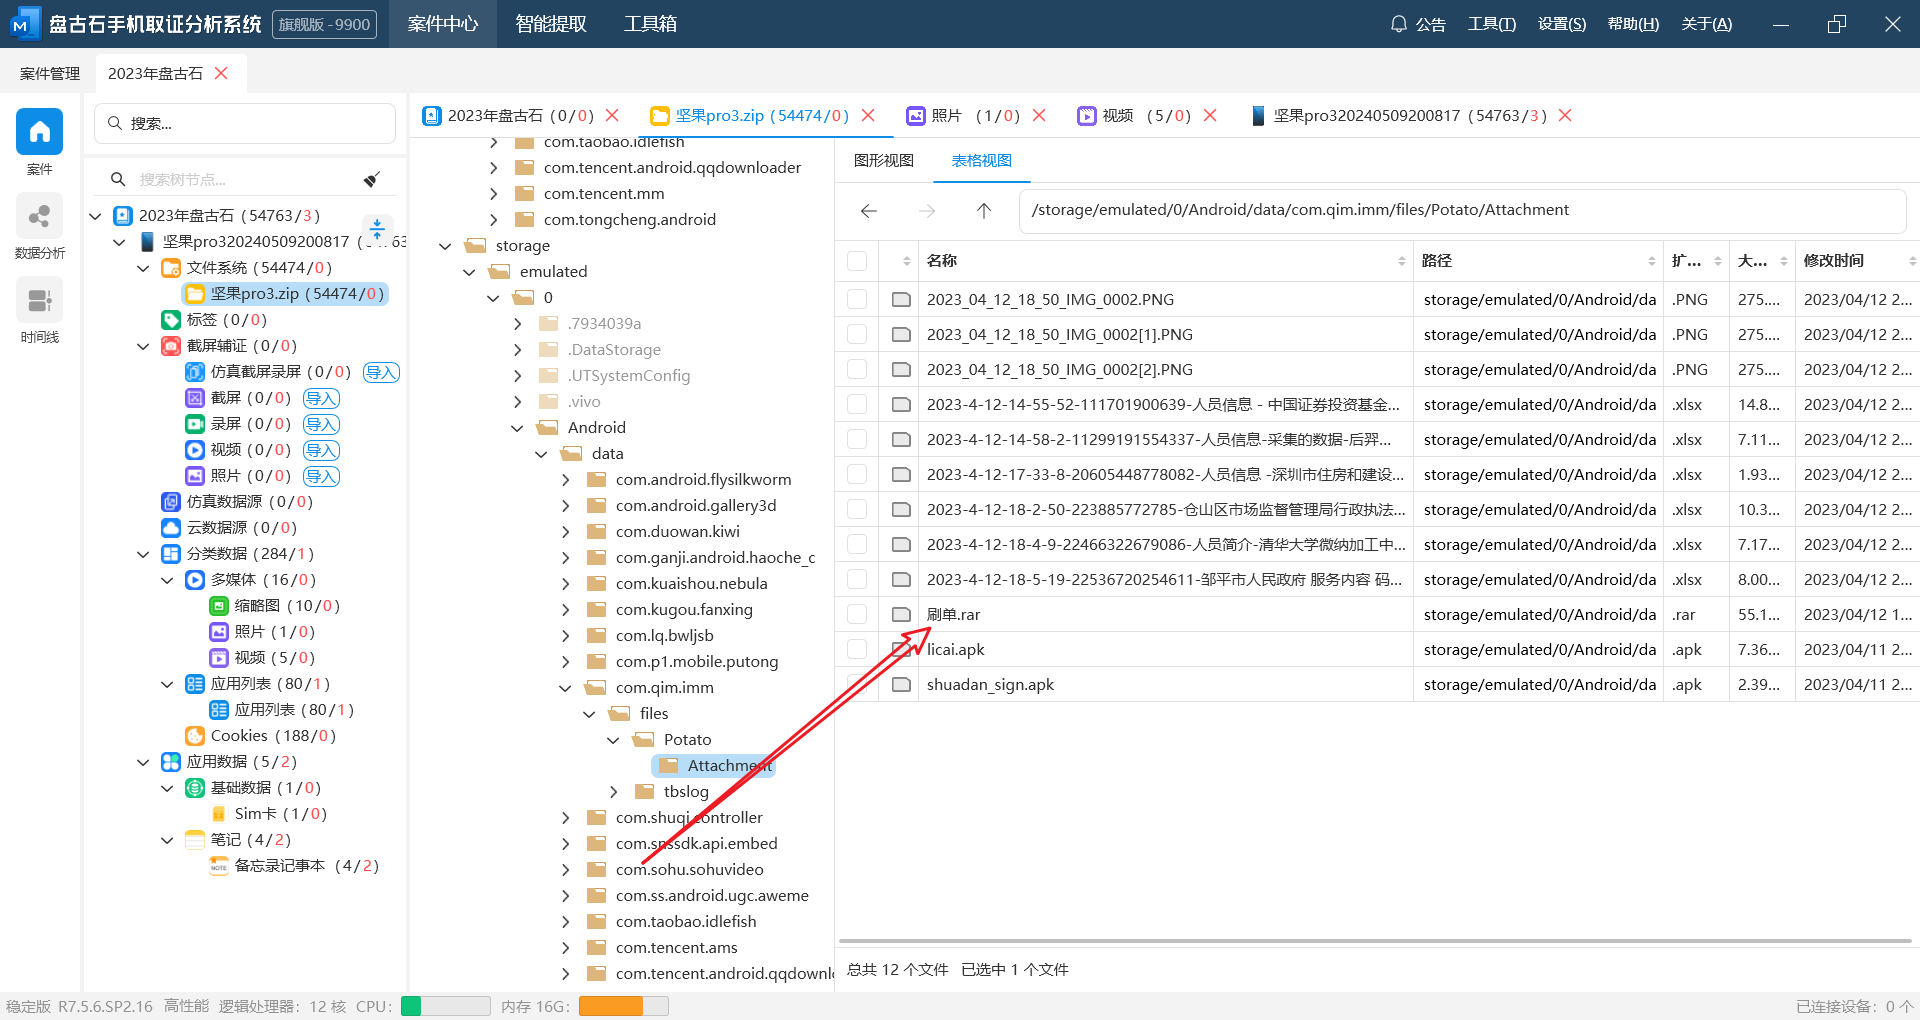 盘古石手机取证分析系统 旗舰版 - 9900 案件中心 智能提取 工具箱 公告 工具(T) 设置(S) 帮助(H) 关于(A)
案件管理 2023年盘古石
案件
数据分析
时间线
搜索...
搜索树节点...
2023年盘古石 (54763/3)
坚果pro320240509200817 (
文件系统 (54474/0)
坚果pro3.zip (54474/0)
标签 (0/0)
截屏辅证 (0/0)
仿真截屏录屏 (0/0) 导入
截屏 (0/0) 导入
录屏 (0/0) 导入
视频 (0/0) 导入
照片 (0/0) 导入
仿真数据源 (0/0)
云数据源 (0/0)
分类数据 (284/1)
多媒体 (16/0)
缩略图 (10/0)
照片 (1/0)
视频 (5/0)
应用列表 (80/1)
应用列表 (80/1)
Cookies (188/0)
应用数据 (5/2)
基础数据 (1/0)
Sim卡 (1/0)
笔记 (4/2)
备忘录记事本 (4/2)
2023年盘古石 (0/0) 坚果pro3.zip (54474/0) 照片 (1/0) 视频 (5/0) 坚果pro320240509200817 (54763/3)
com.taobao.idlefish
com.tencent.android.qqdownloader
com.tencent.mm
com.tongcheng.android
storage
emulated
0
.7934039a
.DataStorage
.UTSystemConfig
.vivo
Android
data
com.android.flysilkworm
com.android.gallery3d
com.duowan.kiwi
com.ganji.android.haoche_c
com.kuaishou.nebula
com.kugou.fanxing
com.lq.bwljsb
com.p1.mobile.putong
com.qim.imm
files
Potato
Attachment
tbslog
com.shuqi.controller
com.snssdk.api.embed
com.sohu.sohuvideo
com.ss.android.ugc.aweme
com.taobao.idlefish
com.tencent.ams
com.tencent.android.qqdownl
图形视图 表格视图
/storage/emulated/0/Android/data/com.qim.imm/files/Potato/Attachment
名称 路径 扩... 大... 修改时间
2023_04_12_18_50_IMG_0002.PNG storage/emulated/0/Android/da .PNG 275.... 2023/04/12 2...
2023_04_12_18_50_IMG_0002[1].PNG storage/emulated/0/Android/da .PNG 275.... 2023/04/12 2...
2023_04_12_18_50_IMG_0002[2].PNG storage/emulated/0/Android/da .PNG 275.... 2023/04/12 2...
2023-4-12-14-55-52-111701900639-人员信息 - 中国证券投资基金... storage/emulated/0/Android/da .xlsx 14.8... 2023/04/12 2...
2023-4-12-14-58-2-11299191554337-人员信息-采集的数据-后羿... storage/emulated/0/Android/da .xlsx 7.11... 2023/04/12 2...
2023-4-12-17-33-8-20605448778082-人员信息 -深圳市住房和建设... storage/emulated/0/Android/da .xlsx 1.93... 2023/04/12 2...
2023-4-12-18-2-50-223885772785-仓山区市场监督管理局行政执法... storage/emulated/0/Android/da .xlsx 10.3... 2023/04/12 2...
2023-4-12-18-4-9-22466322679086-人员简介-清华大学微纳加工中... storage/emulated/0/Android/da .xlsx 7.17... 2023/04/12 2...
2023-4-12-18-5-19-22536720254611-邹平市人民政府 服务内容 码... storage/emulated/0/Android/da .xlsx 8.00... 2023/04/12 2...
刷单.rar storage/emulated/0/Android/da .rar 55.1... 2023/04/12 1...
licai.apk storage/emulated/0/Android/da .apk 7.36... 2023/04/11 2...
shuadan_sign.apk storage/emulated/0/Android/da .apk 2.39... 2023/04/11 2...
总共 12 个文件 已选中 1 个文件
稳定版 R7.5.6.SP2.16 高性能 逻辑处理器: 12 核 CPU: 内存 16G: 已连接设备: 0 个